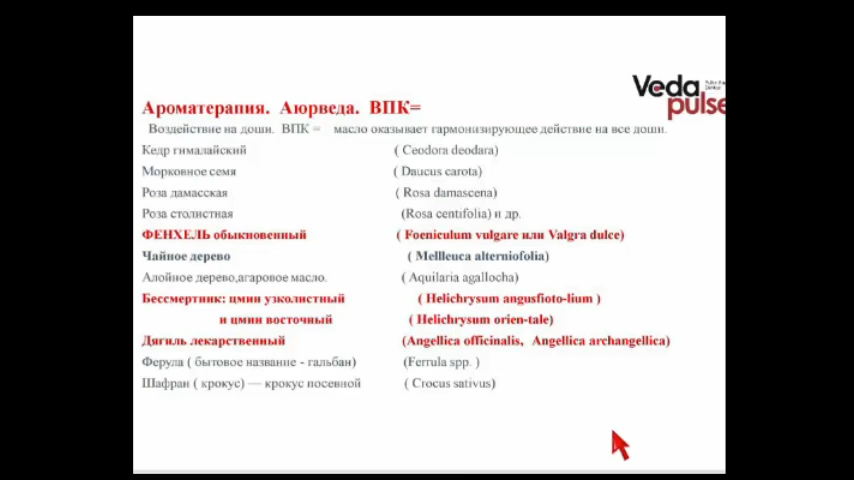 Veda
pulse
Ароматерапия. Аюрведа. ВПК=
Воздействие на доши. ВПК = масло оказывает гармонизирующее действие на все доши.
Кедр гималайский ( Ceodora deodara)
Морковное семя ( Daucus carota)
Роза дамасская ( Rosa damascena)
Роза столистная (Rosa centifolia) и др.
ФЕНХЕЛЬ обыкновенный ( Foeniculum vulgare или Valgra dulce)
Чайное дерево ( Mellleuca alterniofolia)
Алойное дерево,агаровое масло. ( Aquilaria agallocha)
Бессмертник: цмин узколистный ( Helichrysum angusfioto-lium )
и цмин восточный ( Helichrysum orien-tale)
Дягиль лекарственный (Angellica officinalis, Angellica archangellica)
Ферула ( бытовое название - гальбан) (Ferrula spp. )
Шафран ( крокус) — крокус посевной ( Crocus sativus)